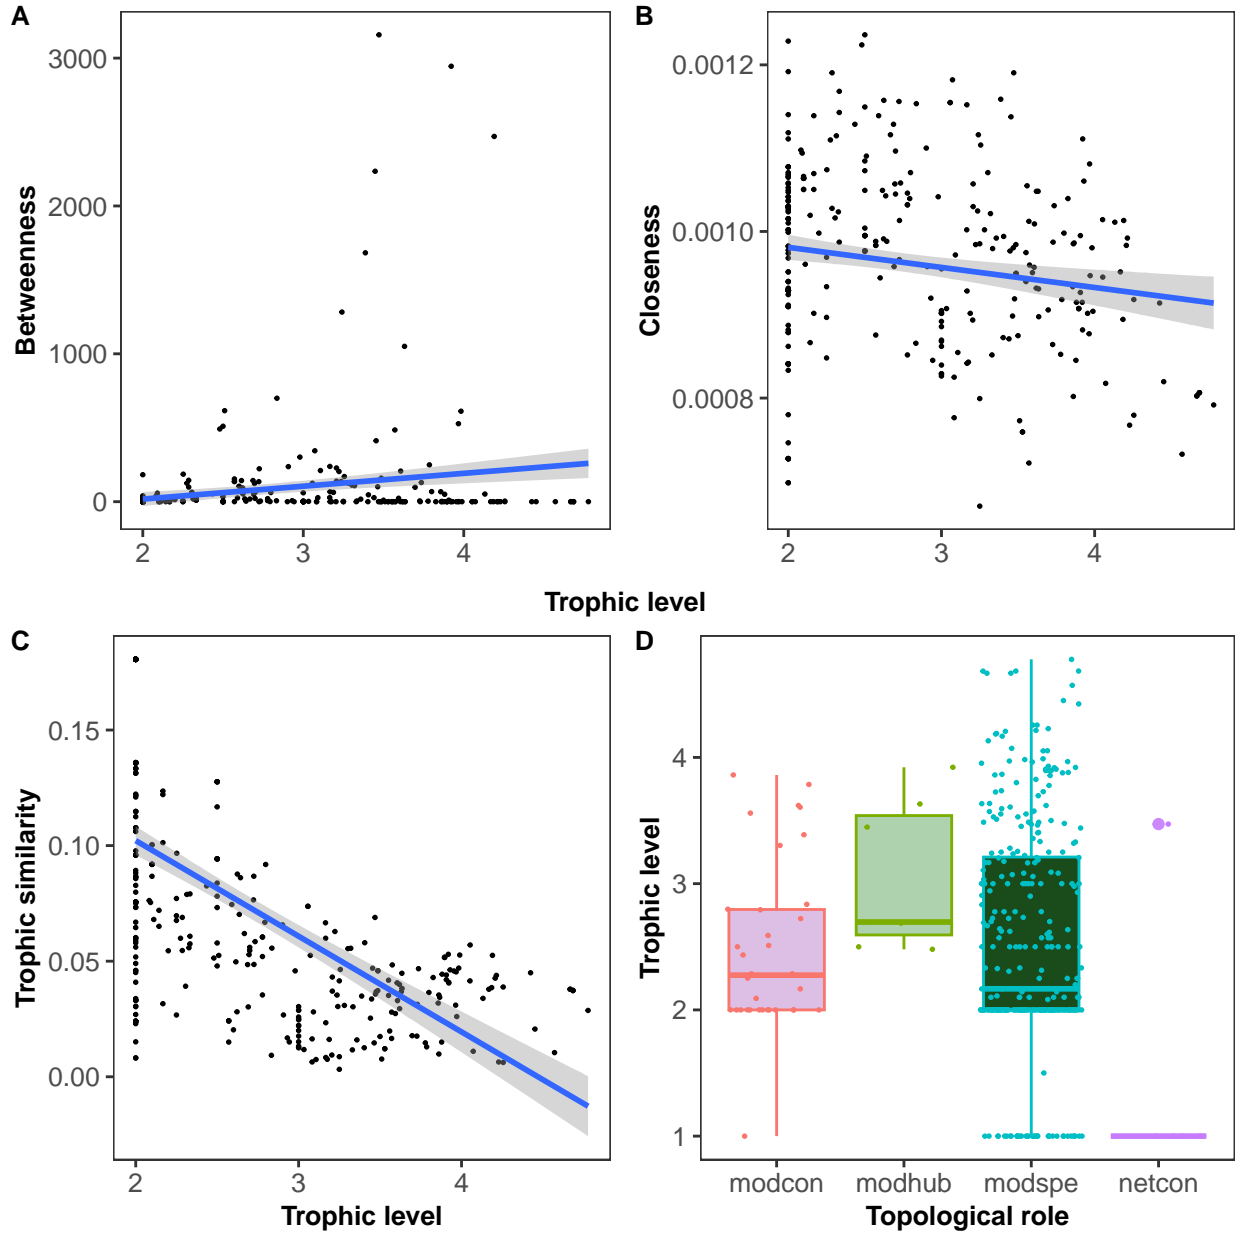 A
B
3000
2000
1000
0
Betweenness
2
3
4
0.0012
0.0010
0.0008
Closeness
2
3
4
Trophic level
C
D
0.15
0.10
0.05
0.00
Trophic similarity
2
3
4
Trophic level
4
3
2
1
Trophic level
modcon
modhub
modspe
netcon
Topological role